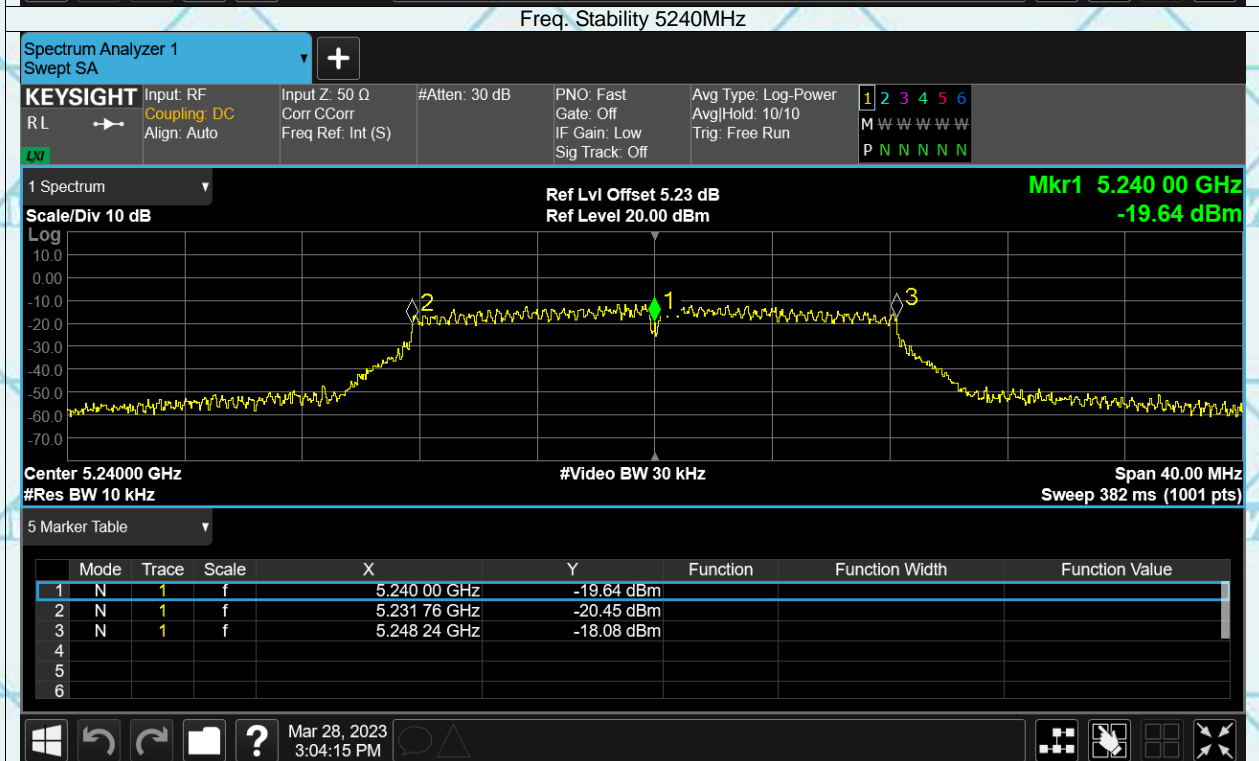 Freq. Stability 5240MHz
Spectrum Analyzer 1
Swept SA
+
KEYSIGHT
RL
LXI
Input: RF
Coupling: DC
Align: Auto
Input Z: 50 Ω
Corr CCorr
Freq Ref: Int (S)
#Atten: 30 dB
PNO: Fast
Gate: Off
IF Gain: Low
Sig Track: Off
Avg Type: Log-Power
Avg|Hold: 10/10
Trig: Free Run
1 2 3 4 5 6
M W W W W W
P N N N N N
1 Spectrum
Scale/Div 10 dB
Ref Lvl Offset 5.23 dB
Ref Level 20.00 dBm
Mkr1 5.240 00 GHz
-19.64 dBm
Log
10.0
0.00
-10.0
-20.0
-30.0
-40.0
-50.0
-60.0
-70.0
2
1
3
Center 5.24000 GHz
#Res BW 10 kHz
#Video BW 30 kHz
Span 40.00 MHz
Sweep 382 ms (1001 pts)
5 Marker Table
Mode Trace Scale X Y Function Function Width Function Value
1 N 1 f 5.240 00 GHz -19.64 dBm
2 N 1 f 5.231 76 GHz -20.45 dBm
3 N 1 f 5.248 24 GHz -18.08 dBm
4
5
6
?
Mar 28, 2023
3:04:15 PM